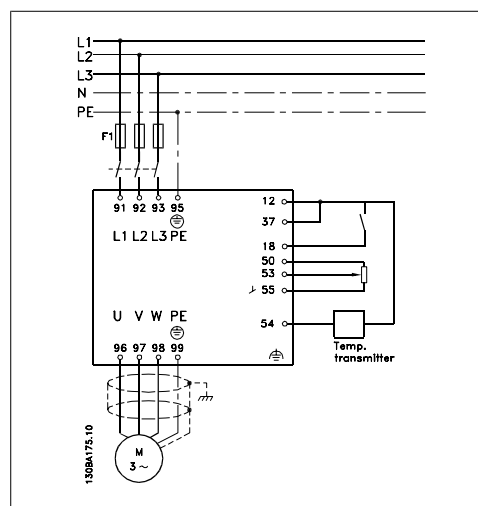 L1
L2
L3
N
PE
F1
91 92 93 95
L1 L2 L3 PE
12
37
18
50
53
55
54
U V W PE
96 97 98 99
Temp.
transmitter
M
3 ~
130BA175.10